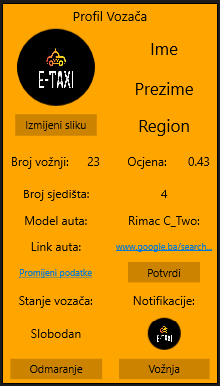 Profil Vozača
E-TAXI
Ime
Prezime
Izmijeni sliku
Region
Broj vožnji: 23
Ocjena: 0.43
Broj sjedišta: 4
Model auta: Rimac C_Two:
Link auta: www.google.ba/search...
Promijeni podatke
Potvrdi
Stanje vozača:
Notifikacije:
Slobodan
E-TAXI
Odmaranje
Vožnja